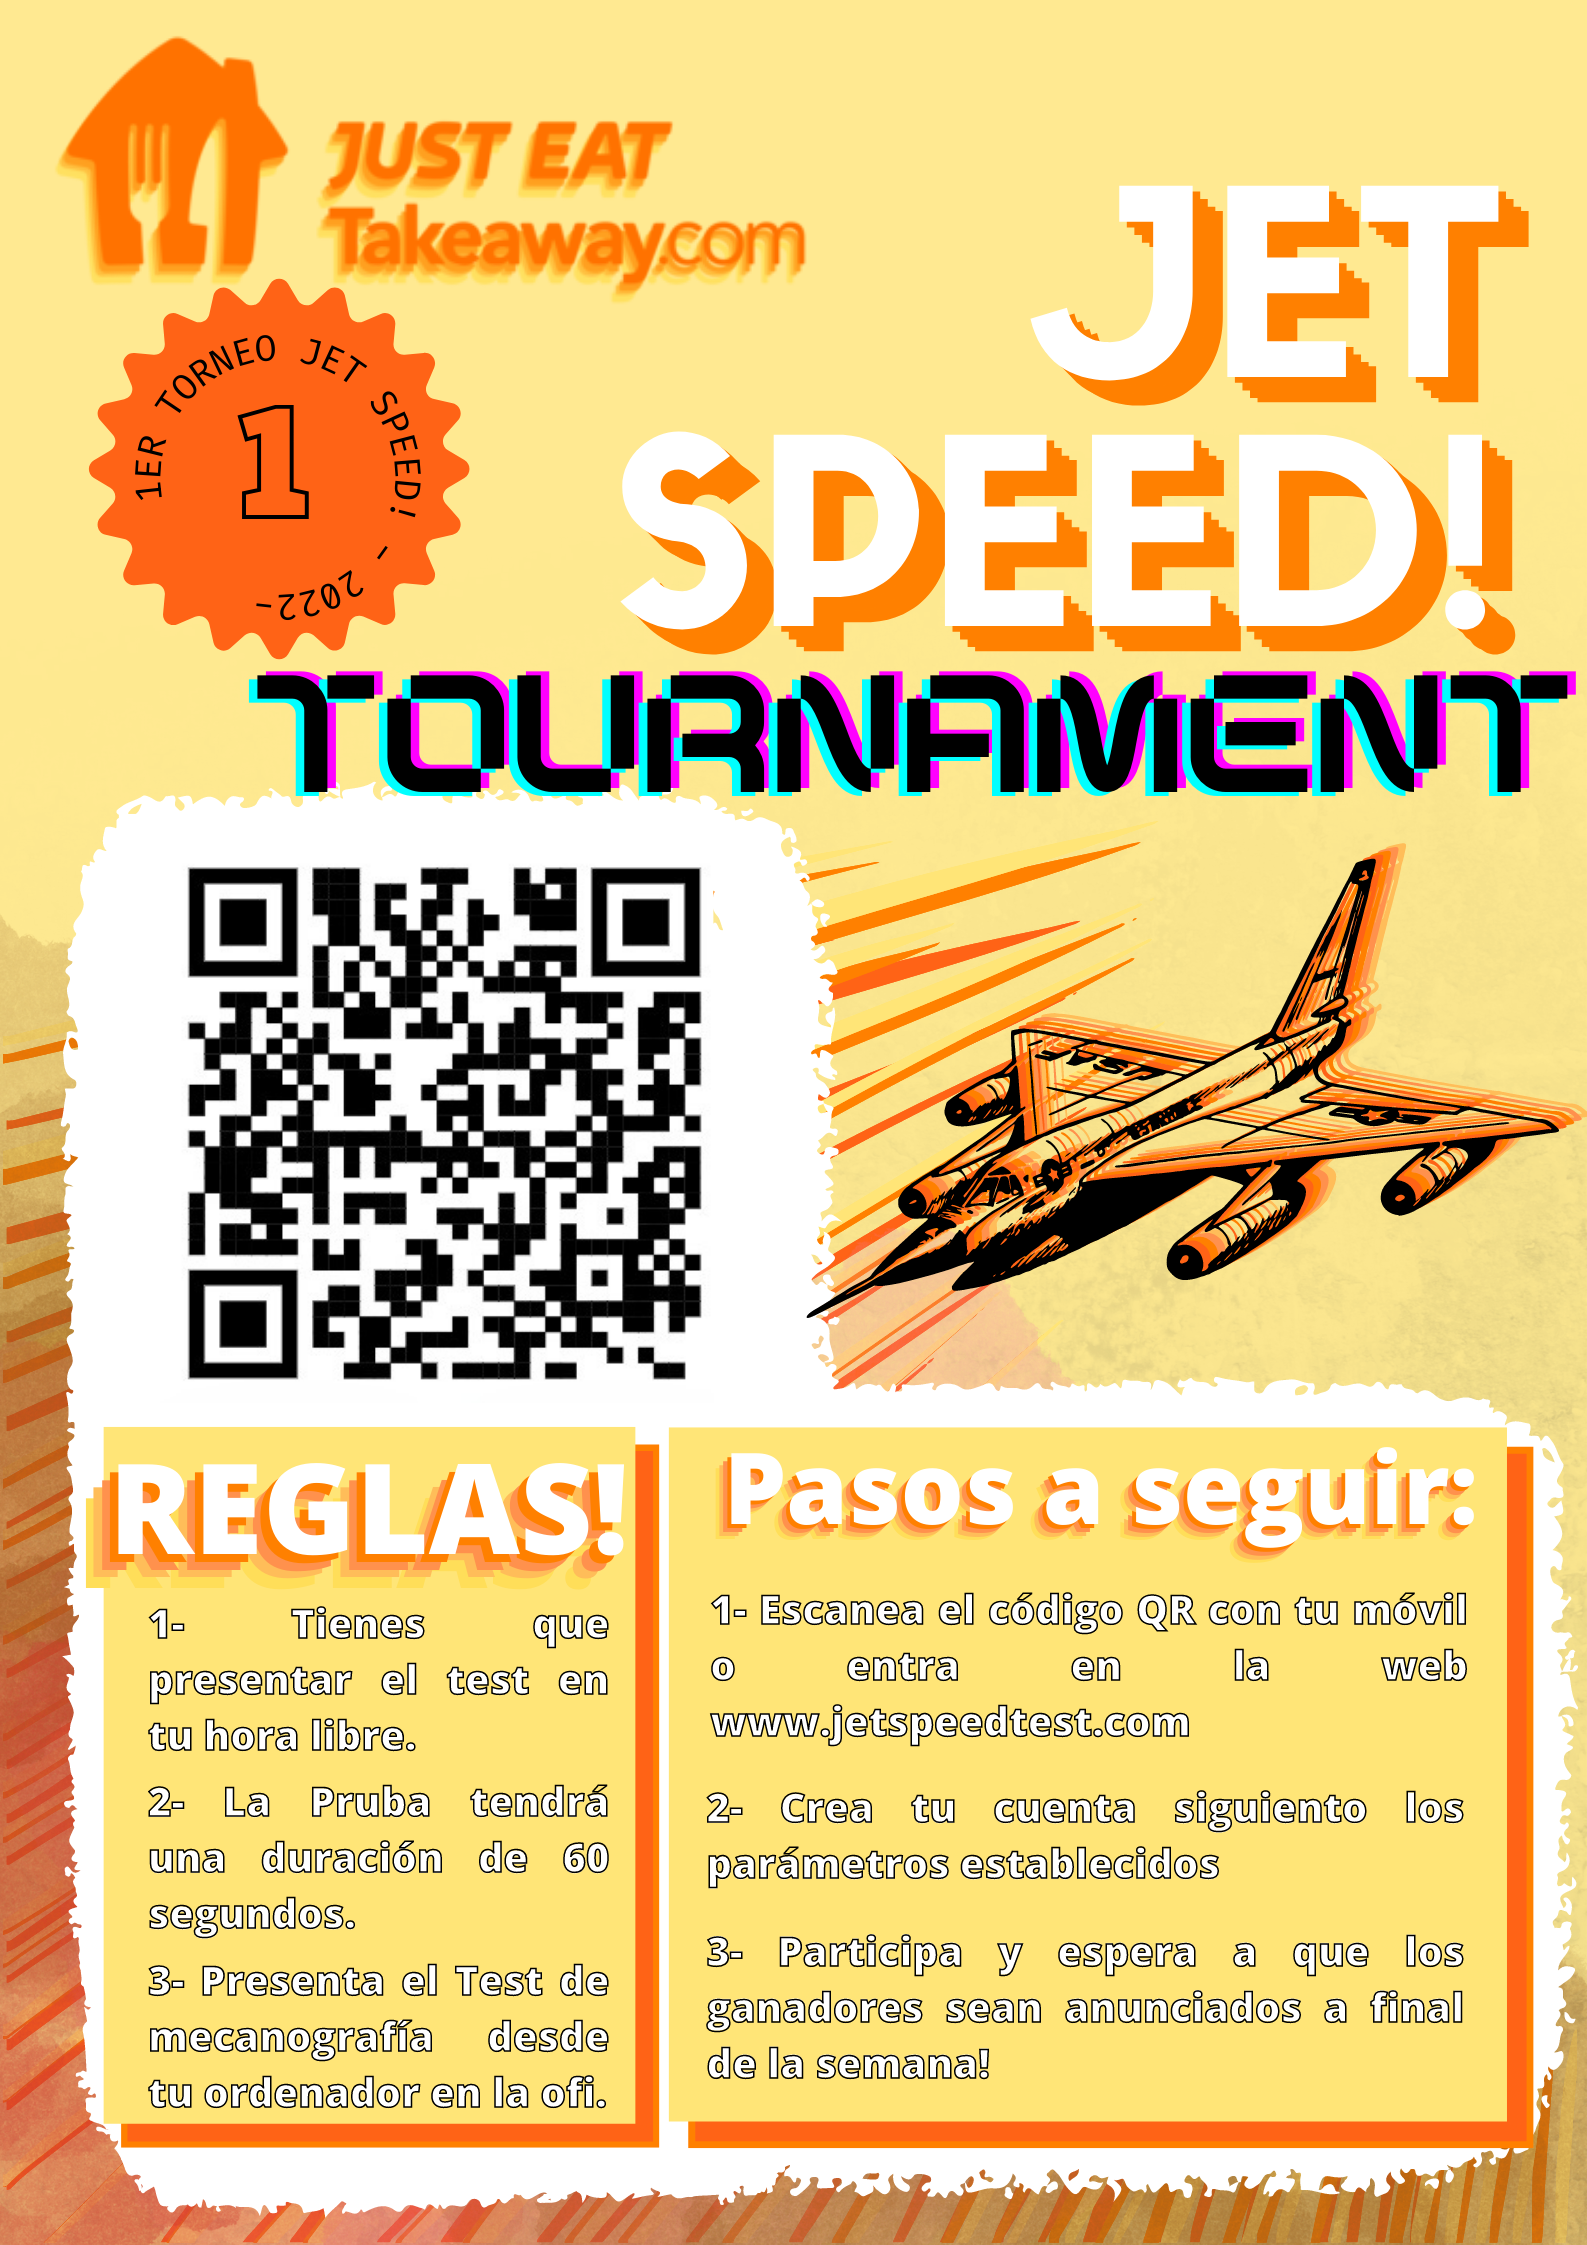 JUST EAT
Takeaway.com
JET
SPEED!
1ER TORNEO JET SPEED! - 2022-
1
TOURNAMENT
USAF
REGLAS!
1- Tienes que
presentar el test en
tu hora libre.
2- La Pruba tendrá
una duración de 60
segundos.
3- Presenta el Test de
mecanografía desde
tu ordenador en la ofi.
Pasos a seguir:
1- Escanea el código QR con tu móvil
o entra en la web
www.jetspeedtest.com
2- Crea tu cuenta siguiento los
parámetros establecidos
3- Participa y espera a que los
ganadores sean anunciados a final
de la semana!